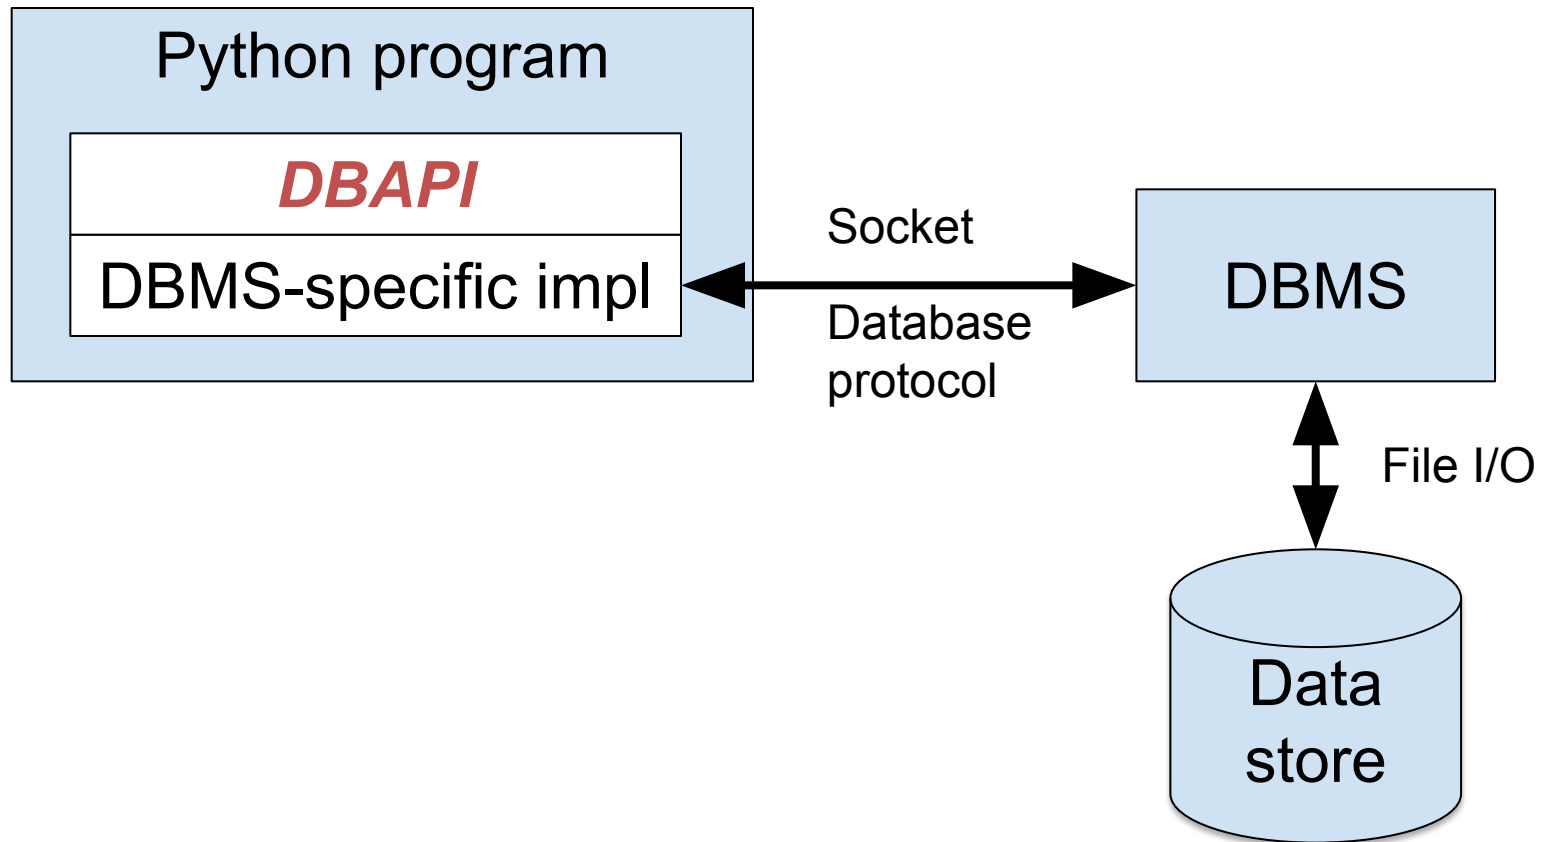 Python program
DBAPI
DBMS-specific impl
Socket
Database
protocol
DBMS
File I/O
Data
store